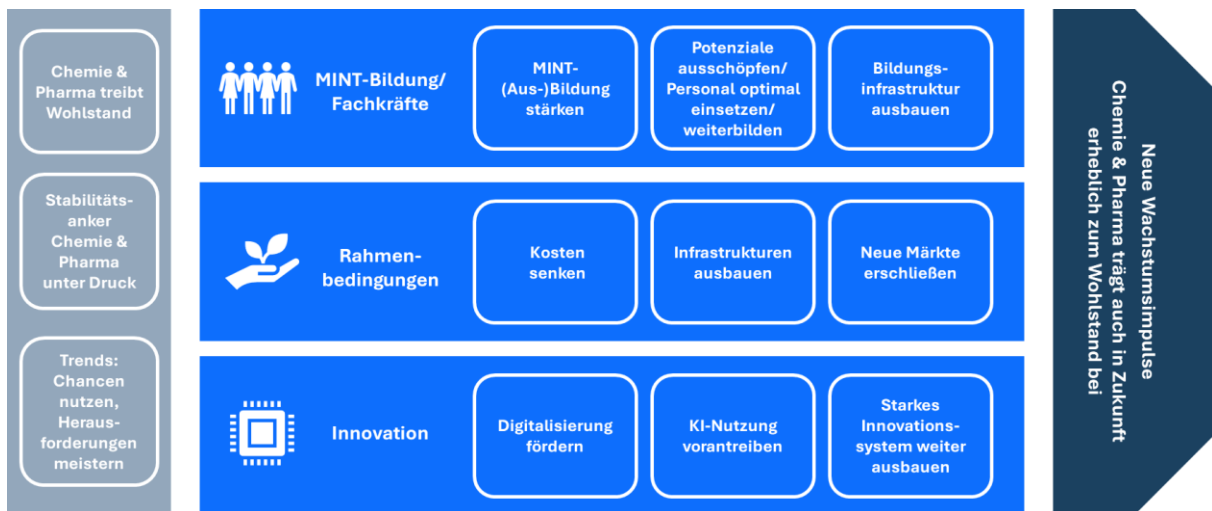 Chemie &
Pharma treibt
Wohlstand
Stabilitäts-
anker
Chemie &
Pharma
unter Druck
Trends:
Chancen
nutzen,
Heraus-
forderungen
meistern
MINT-Bildung/
Fachkräfte
MINT-
(Aus-)Bildung
stärken
Potenziale
ausschöpfen/
Personal optimal
einsetzen/
weiterbilden
Bildungs-
infrastruktur
ausbauen
Rahmen-
bedingungen
Kosten
senken
Infrastrukturen
ausbauen
Neue Märkte
erschließen
Innovation
Digitalisierung
fördern
KI-Nutzung
vorantreiben
Starkes
Innovations-
system weiter
ausbauen
Neue Wachstumsimpulse
Chemie & Pharma trägt auch in Zukunft
erheblich zum Wohlstand bei